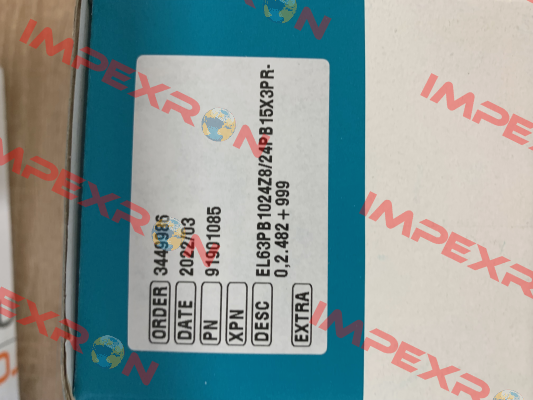 ORDER 3449986
DATE 2022/03
PN 91901085
XPN
DESC EL63PB1024Z8/24PB15X3PR-
0,2.482+999
EXTRA
IMPEXRON
IMPEXRON
IMPEXRON
IMPEXRON
IMPEXRON
IMPEXRON